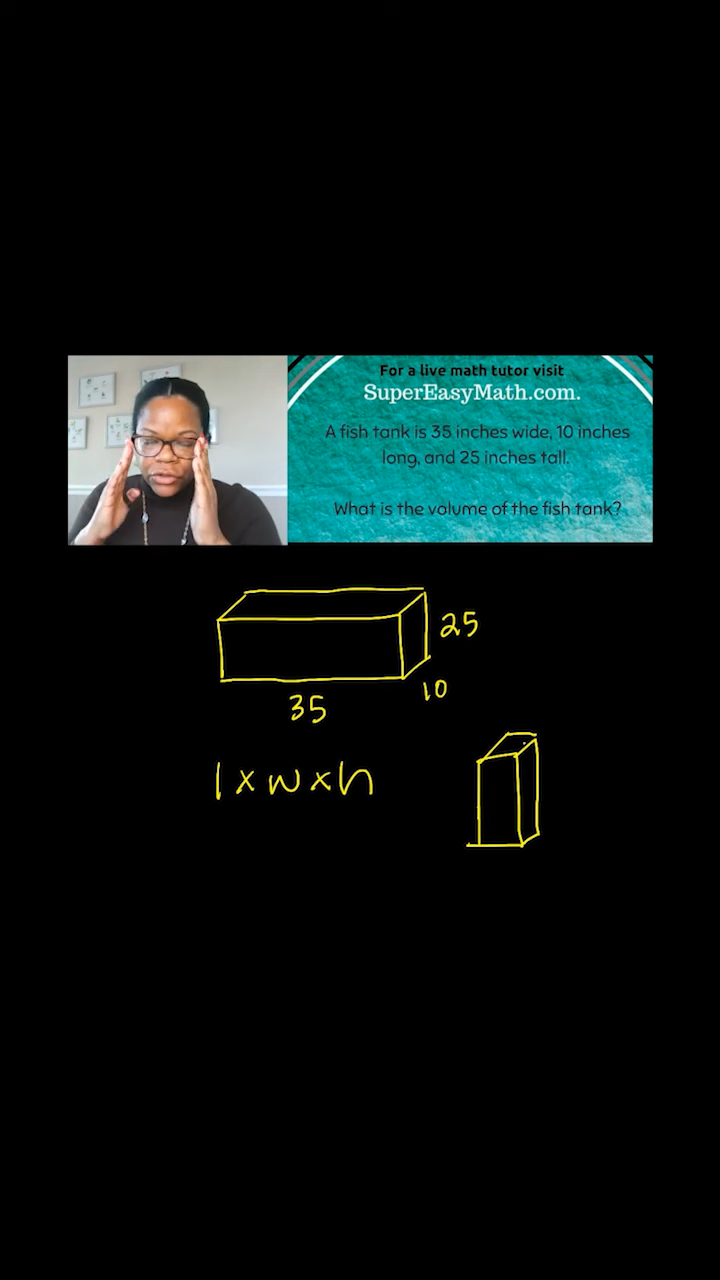 For a live math tutor visit
SuperEasyMath.com.
A fish tank is 35 inches wide, 10 inches
long, and 25 inches tall.
What is the volume of the fish tank?
25
10
35
l x w x h